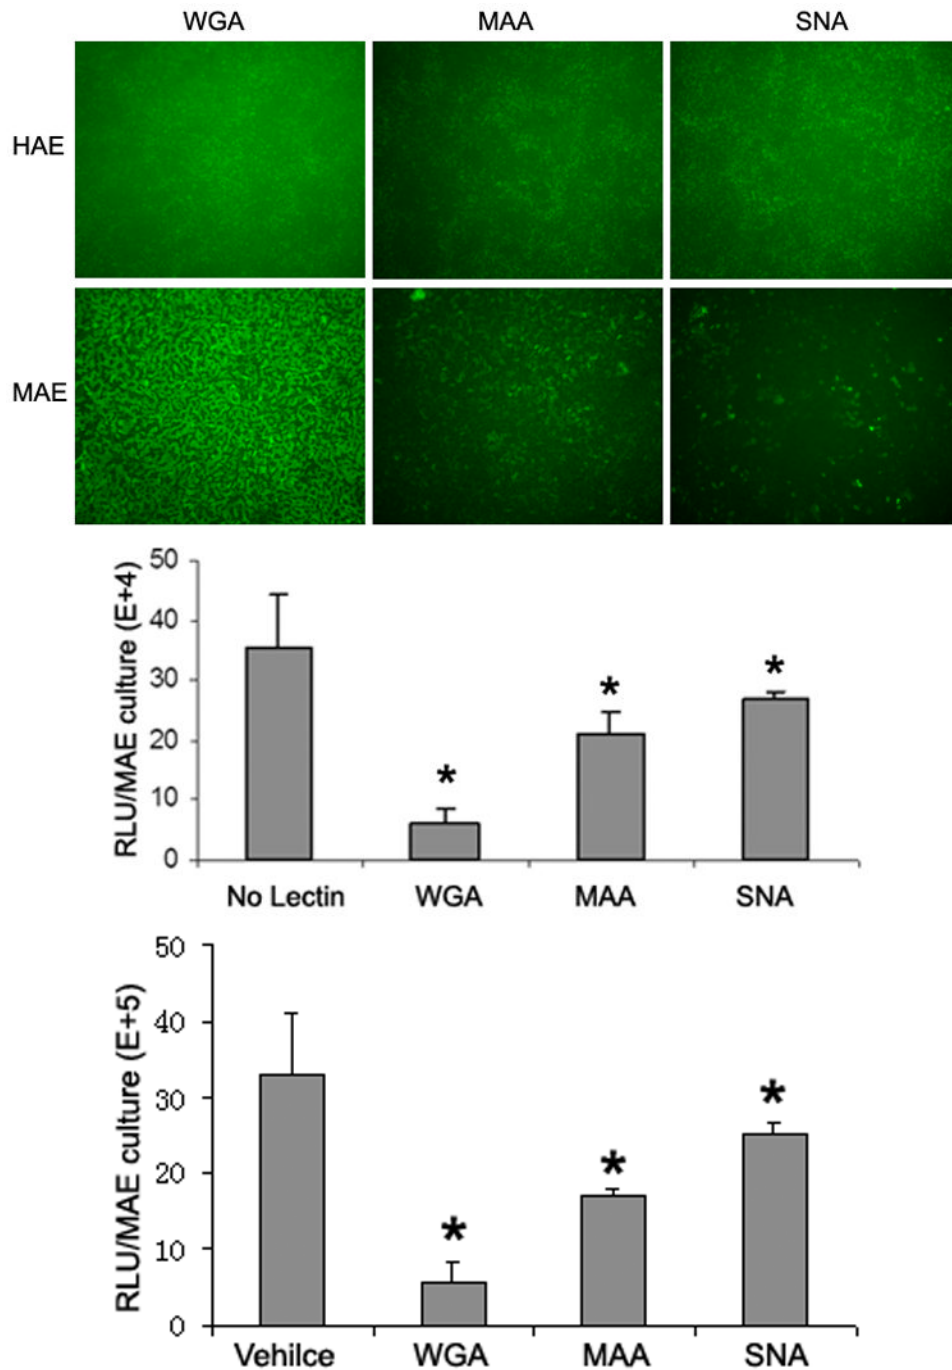 WGA MAA SNA
HAE
MAE
RLU/MAE culture (E+4)
50
40
30
20
10
0
*
*
*
No Lectin WGA MAA SNA
RLU/MAE culture (E+5)
50
40
30
20
10
0
*
*
*
Vehilce WGA MAA SNA